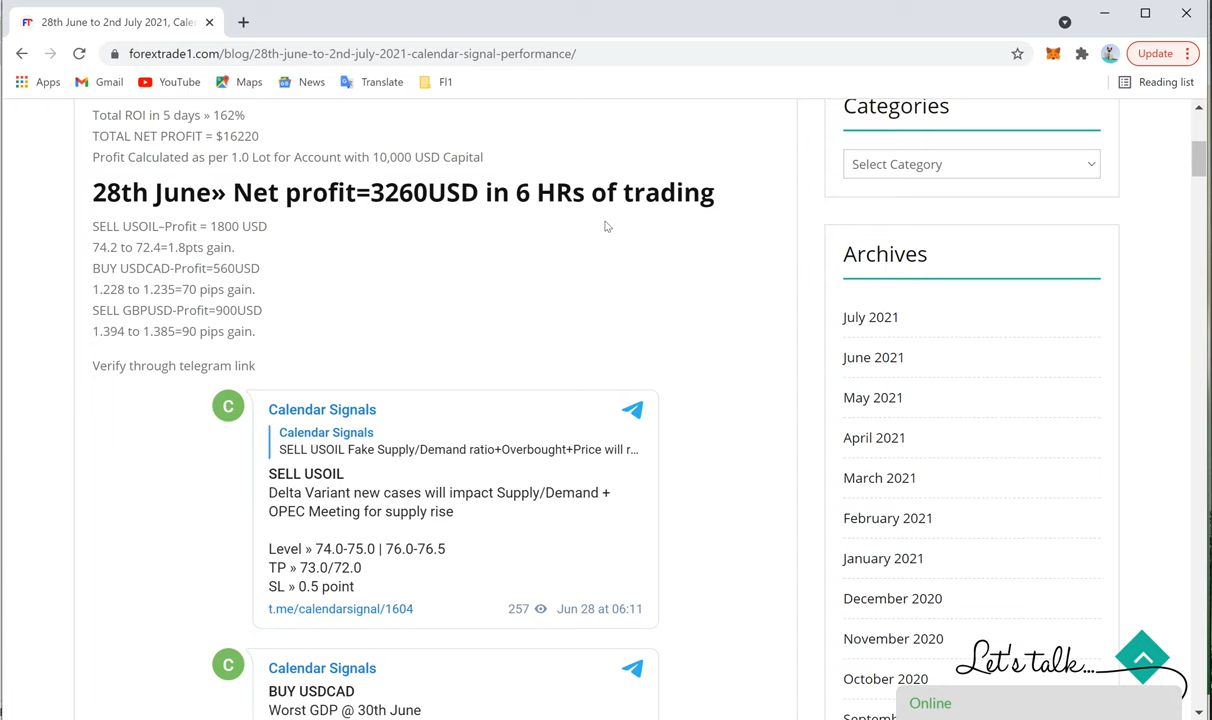 28th June to 2nd July 2021, Cale
forextrade1.com/blog/28th-june-to-2nd-july-2021-calendar-signal-performance/
Update
Apps
Gmail
YouTube
Maps
News
Translate
Fl1
Reading list
Total ROI in 5 days » 162%
TOTAL NET PROFIT = $16220
Profit Calculated as per 1.0 Lot for Account with 10,000 USD Capital
28th June» Net profit=3260USD in 6 HRs of trading
SELL USOIL–Profit = 1800 USD
74.2 to 72.4=1.8pts gain.
BUY USDCAD-Profit=560USD
1.228 to 1.235=70 pips gain.
SELL GBPUSD-Profit=900USD
1.394 to 1.385=90 pips gain.
Verify through telegram link
C
Calendar Signals
Calendar Signals
SELL USOIL Fake Supply/Demand ratio+Overbought+Price will r...
SELL USOIL
Delta Variant new cases will impact Supply/Demand +
OPEC Meeting for supply rise
Level » 74.0-75.0 | 76.0-76.5
TP » 73.0/72.0
SL » 0.5 point
t.me/calendarsignal/1604
257
Jun 28 at 06:11
C
Calendar Signals
BUY USDCAD
Worst GDP @ 30th June
Categories
Select Category
Archives
July 2021
June 2021
May 2021
April 2021
March 2021
February 2021
January 2021
December 2020
November 2020
October 2020
Septemb
Let's talk...
Online